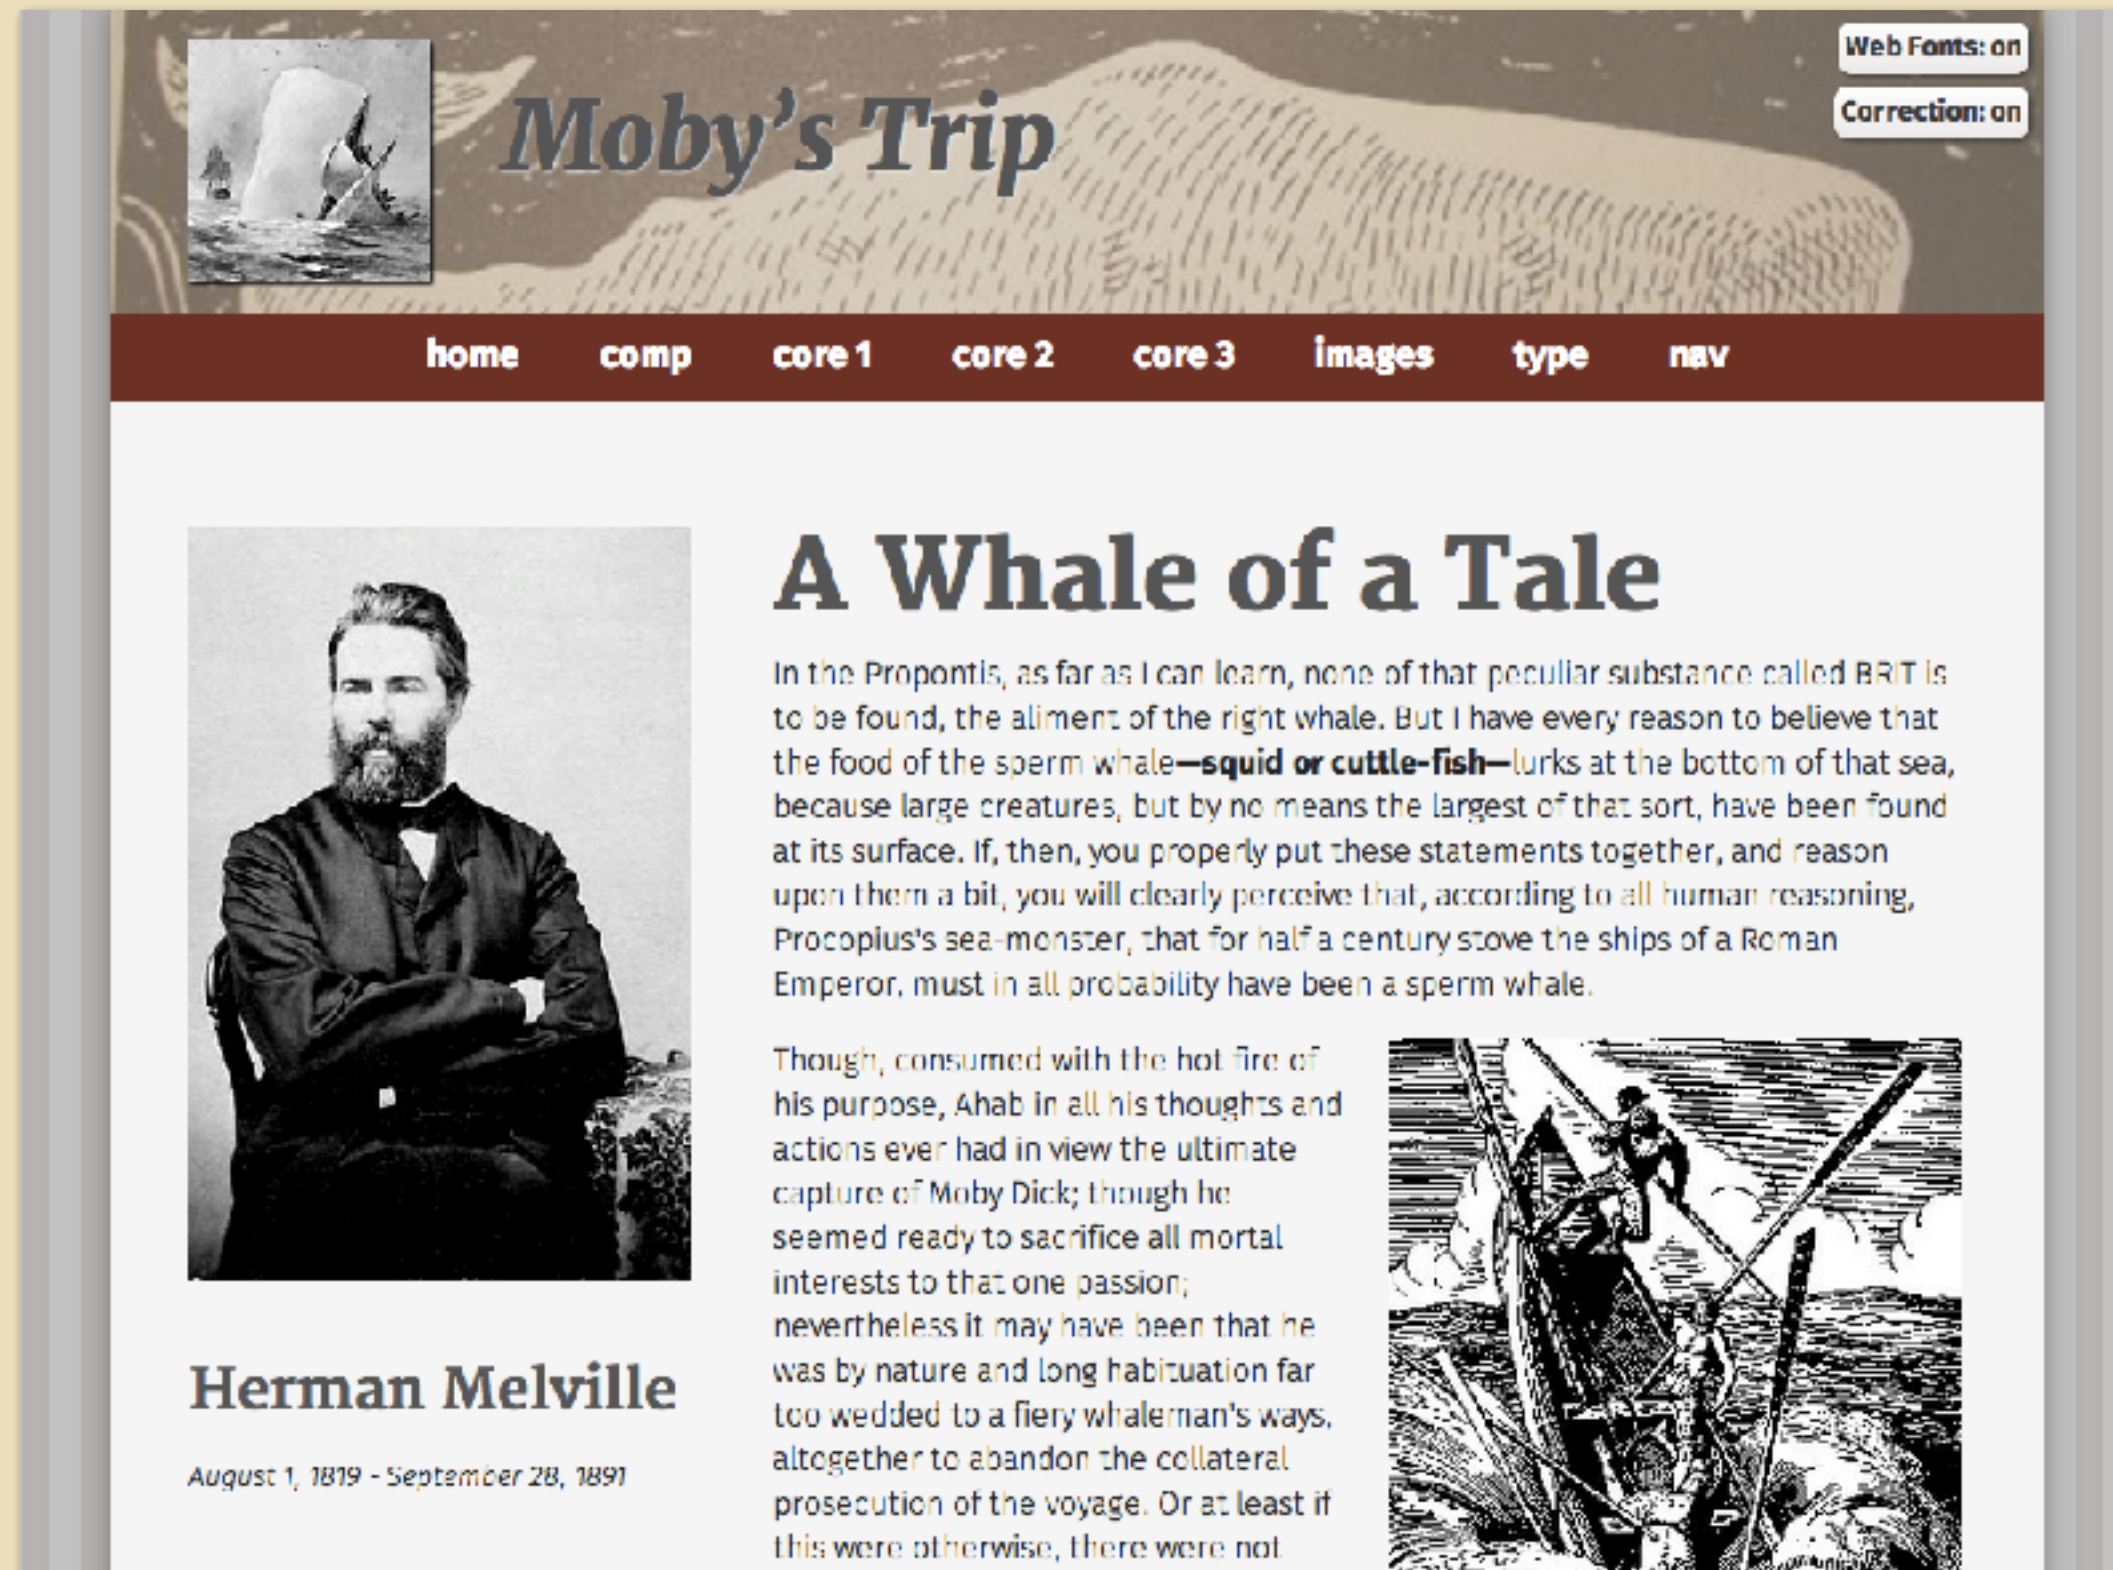 Web Fonts: on
Correction: on
Moby’s Trip
home comp core 1 core 2 core 3 images type nav
A Whale of a Tale
In the Propontis, as far as I can learn, none of that peculiar substance called BRIT is
to be found, the aliment of the right whale. But I have every reason to believe that
the food of the sperm whale—squid or cuttle-fish—lurks at the bottom of that sea,
because large creatures, but by no means the largest of that sort, have been found
at its surface. If, then, you properly put these statements together, and reason
upon them a bit, you will clearly perceive that, according to all human reasoning,
Procopius's sea-monster, that for half a century stove the ships of a Roman
Emperor, must in all probability have been a sperm whale.
Though, consumed with the hot fire of
his purpose, Ahab in all his thoughts and
actions ever had in view the ultimate
capture of Moby Dick; though he
seemed ready to sacrifice all mortal
interests to that one passion;
nevertheless it may have been that he
was by nature and long habituation far
too wedded to a fiery whaleman's ways,
altogether to abandon the collateral
prosecution of the voyage. Or at least if
this were otherwise, there were not
Herman Melville
August 1, 1819 - September 28, 1891